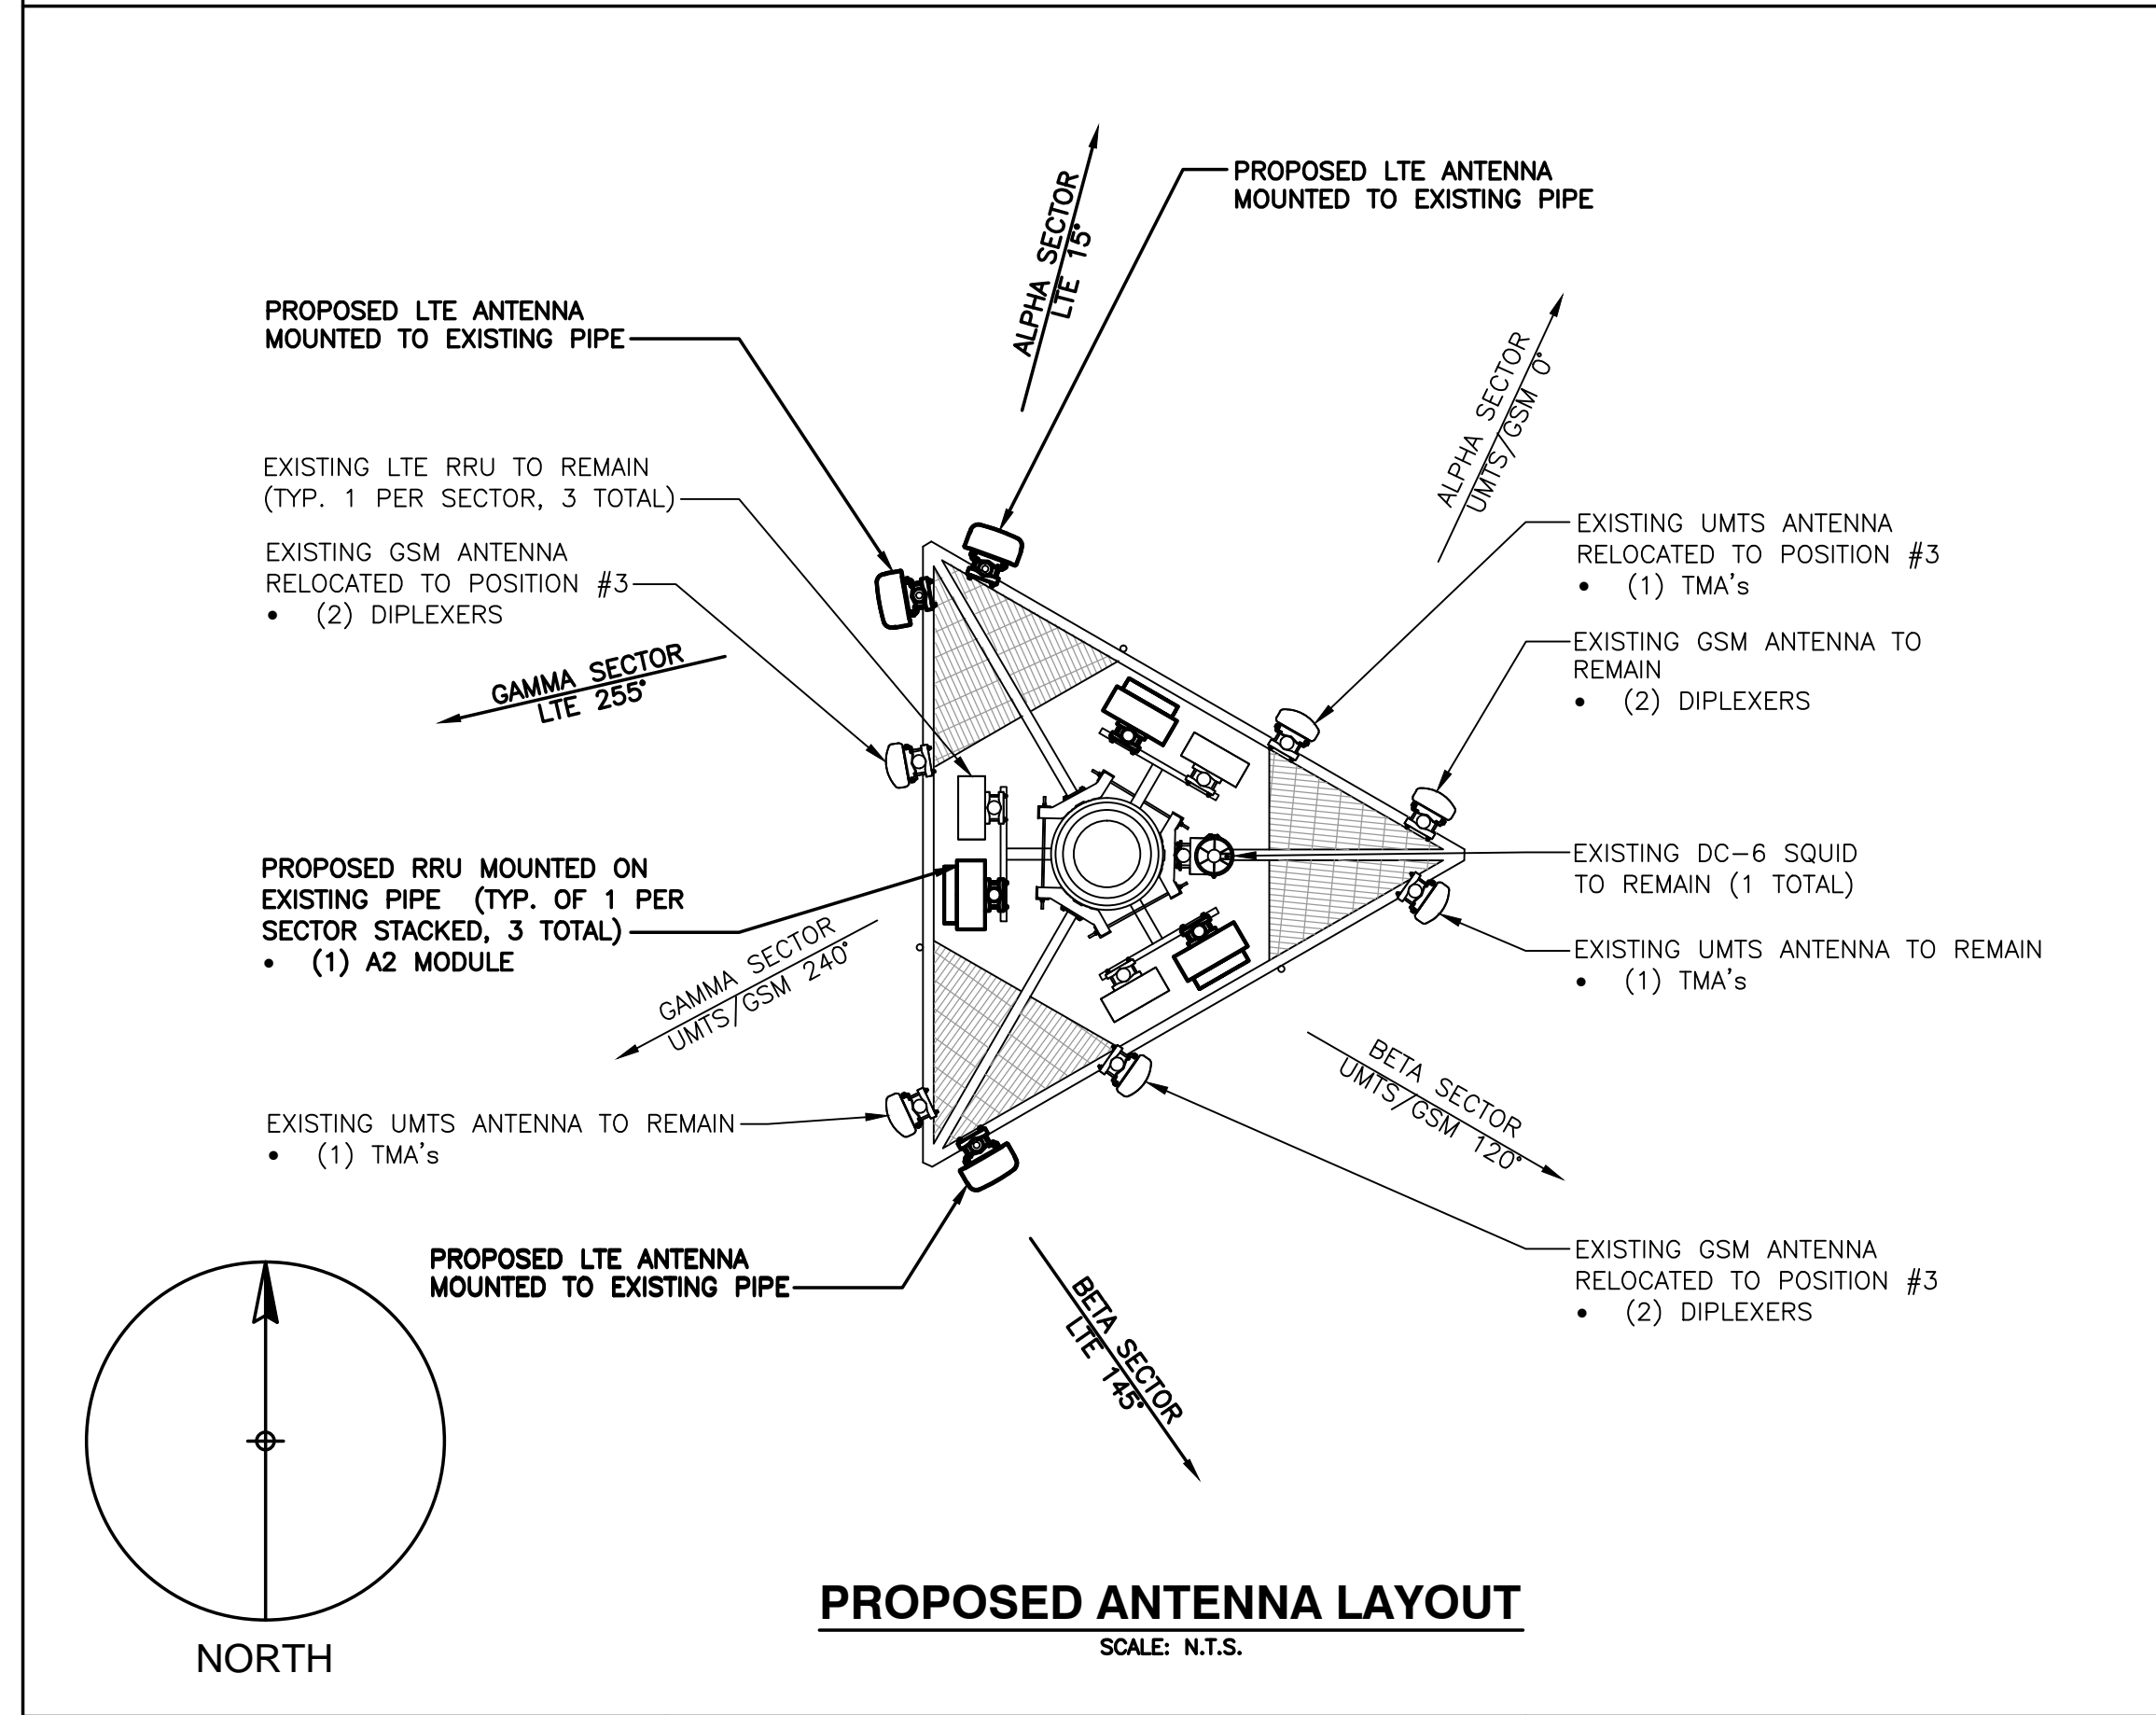 PROPOSED LTE ANTENNA
MOUNTED TO EXISTING PIPE
ALPHA SECTOR
LTE 15°
PROPOSED LTE ANTENNA
MOUNTED TO EXISTING PIPE
ALPHA SECTOR
UMTS/GSM 0°
EXISTING LTE RRU TO REMAIN
(TYP. 1 PER SECTOR, 3 TOTAL)
EXISTING GSM ANTENNA
RELOCATED TO POSITION #3
• (2) DIPLEXERS
GAMMA SECTOR
LTE 255°
EXISTING UMTS ANTENNA
RELOCATED TO POSITION #3
• (1) TMA's
EXISTING GSM ANTENNA TO
REMAIN
• (2) DIPLEXERS
PROPOSED RRU MOUNTED ON
EXISTING PIPE (TYP. OF 1 PER
SECTOR STACKED, 3 TOTAL)
• (1) A2 MODULE
EXISTING DC-6 SQUID
TO REMAIN (1 TOTAL)
GAMMA SECTOR
UMTS/GSM 240°
EXISTING UMTS ANTENNA TO REMAIN
• (1) TMA's
EXISTING UMTS ANTENNA TO REMAIN
• (1) TMA's
BETA SECTOR
UMTS/GSM 120°
PROPOSED LTE ANTENNA
MOUNTED TO EXISTING PIPE
EXISTING GSM ANTENNA
RELOCATED TO POSITION #3
• (2) DIPLEXERS
BETA SECTOR
LTE 145°
NORTH
PROPOSED ANTENNA LAYOUT
SCALE: N.T.S.